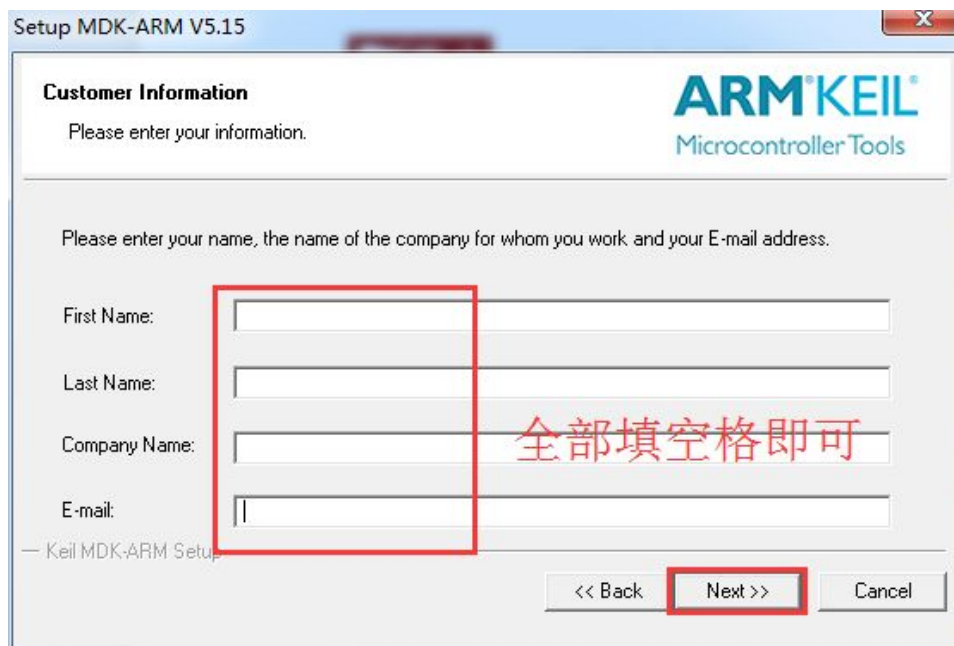 Setup MDK-ARM V5.15
x
Customer Information
Please enter your information.
ARM KEIL
Microcontroller Tools
Please enter your name, the name of the company for whom you work and your E-mail address.
First Name:
Last Name:
Company Name:
全部填空格即可
E-mail:
Keil MDK-ARM Setup
<< Back
Next >>
Cancel